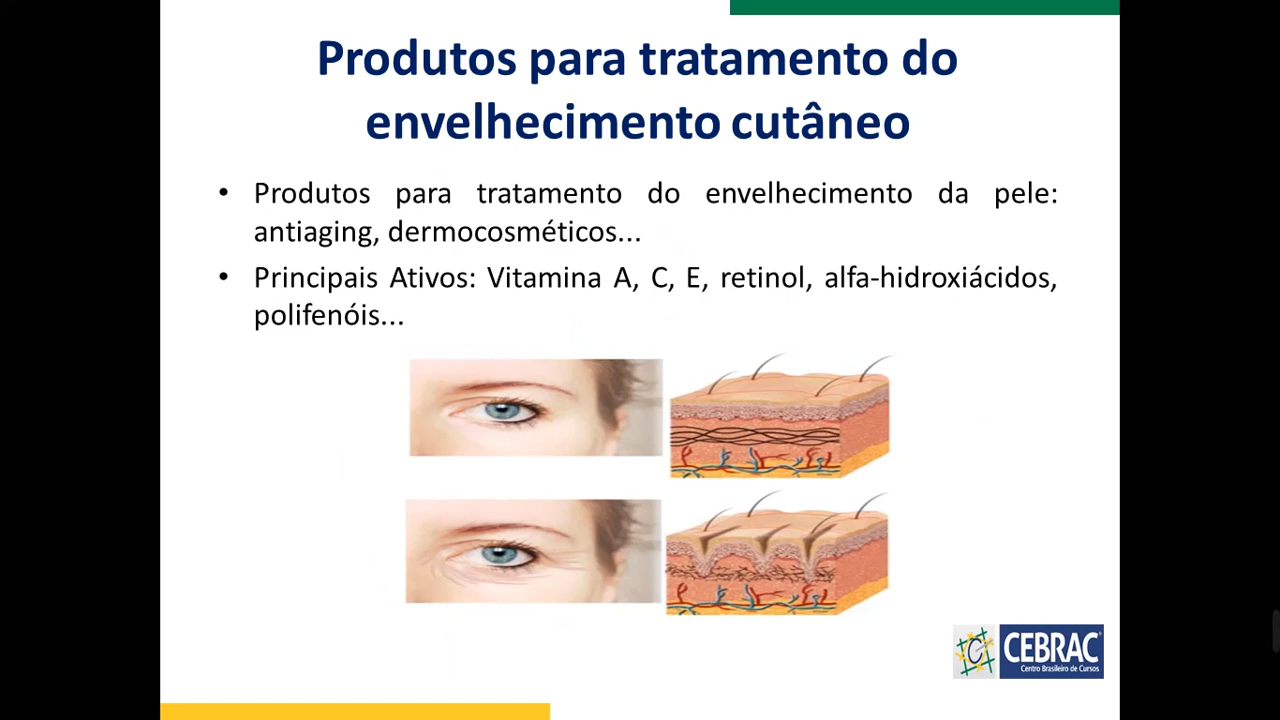 Produtos para tratamento do
envelhecimento cutâneo
• Produtos para tratamento do envelhecimento da pele:
antiaging, dermocosméticos...
• Principais Ativos: Vitamina A, C, E, retinol, alfa-hidroxiácidos,
polifenóis...
CEBRAC
Centro Brasileiro de Cursos